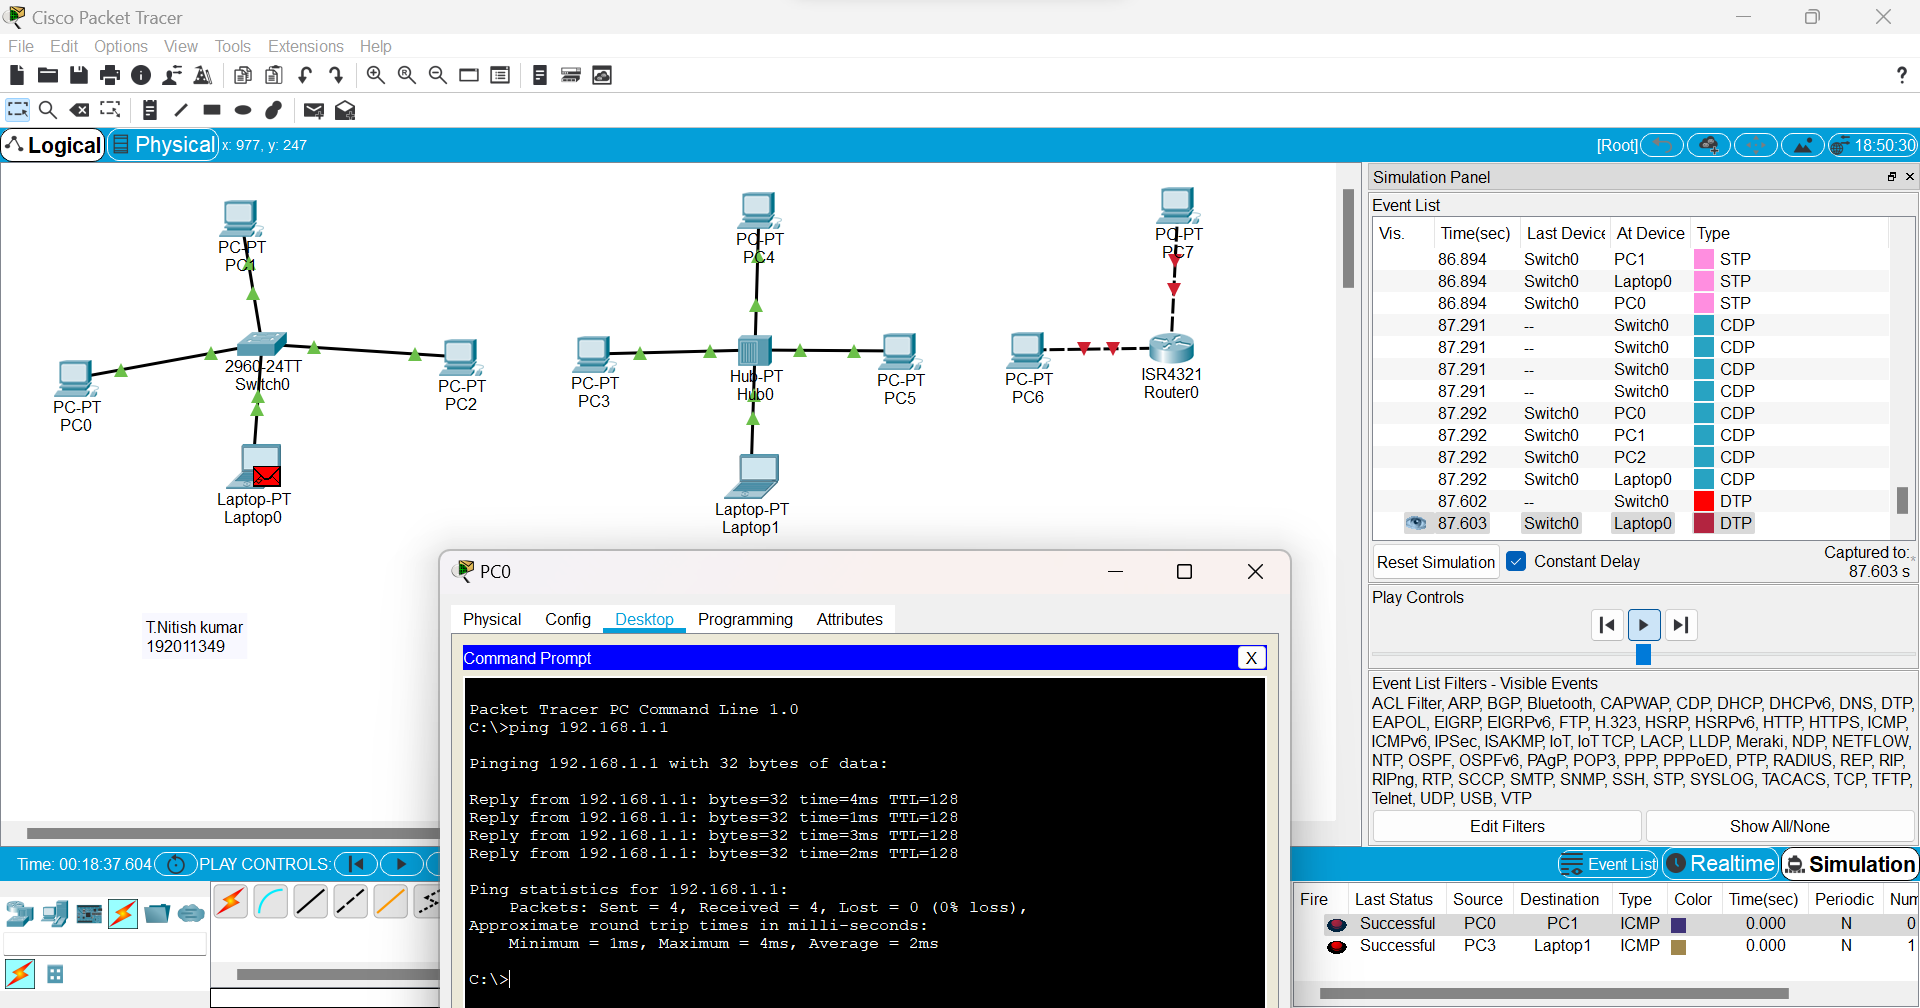 Cisco Packet Tracer
File Edit Options View Tools Extensions Help
?
Logical Physical x: 977, y: 247 [Root] 18:50:30
PC-PT
PC1
PC-PT
PC4
PC-PT
PC7
2960-24TT
Switch0
PC-PT
PC0
PC-PT
PC2
PC-PT
PC3
Hub-PT
Hub0
PC-PT
PC5
PC-PT
PC6
ISR4321
Router0
Laptop-PT
Laptop0
Laptop-PT
Laptop1
T.Nitish kumar
192011349
Simulation Panel
Event List
Vis. Time(sec) Last Device At Device Type
86.894 Switch0 PC1 STP
86.894 Switch0 Laptop0 STP
86.894 Switch0 PC0 STP
87.291 -- Switch0 CDP
87.291 -- Switch0 CDP
87.291 -- Switch0 CDP
87.291 -- Switch0 CDP
87.292 Switch0 PC0 CDP
87.292 Switch0 PC1 CDP
87.292 Switch0 PC2 CDP
87.292 Switch0 Laptop0 CDP
87.602 -- Switch0 DTP
87.603 Switch0 Laptop0 DTP
Reset Simulation Constant Delay Captured to:
87.603 s
Play Controls
Event List Filters - Visible Events
ACL Filter, ARP, BGP, Bluetooth, CAPWAP, CDP, DHCP, DHCPv6, DNS, DTP,
EAPOL, EIGRP, EIGRPv6, FTP, H.323, HSRP, HSRPv6, HTTP, HTTPS, ICMP,
ICMPv6, IPSec, ISAKMP, IoT, IoT TCP, LACP, LLDP, Meraki, NDP, NETFLOW,
NTP, OSPF, OSPFv6, PAgP, POP3, PPP, PPPoED, PTP, RADIUS, REP, RIP,
RIPng, RTP, SCCP, SMTP, SNMP, SSH, STP, SYSLOG, TACACS, TCP, TFTP,
Telnet, UDP, USB, VTP
Edit Filters Show All/None
PC0
Physical Config Desktop Programming Attributes
Command Prompt X
Packet Tracer PC Command Line 1.0
C:\>ping 192.168.1.1
Pinging 192.168.1.1 with 32 bytes of data:
Reply from 192.168.1.1: bytes=32 time=4ms TTL=128
Reply from 192.168.1.1: bytes=32 time=1ms TTL=128
Reply from 192.168.1.1: bytes=32 time=3ms TTL=128
Reply from 192.168.1.1: bytes=32 time=2ms TTL=128
Ping statistics for 192.168.1.1:
Packets: Sent = 4, Received = 4, Lost = 0 (0% loss),
Approximate round trip times in milli-seconds:
Minimum = 1ms, Maximum = 4ms, Average = 2ms
C:\>
Time: 00:18:37.604 PLAY CONTROLS:
Event List Realtime Simulation
Fire Last Status Source Destination Type Color Time(sec) Periodic Num
Successful PC0 PC1 ICMP 0.000 N 0
Successful PC3 Laptop1 ICMP 0.000 N 1